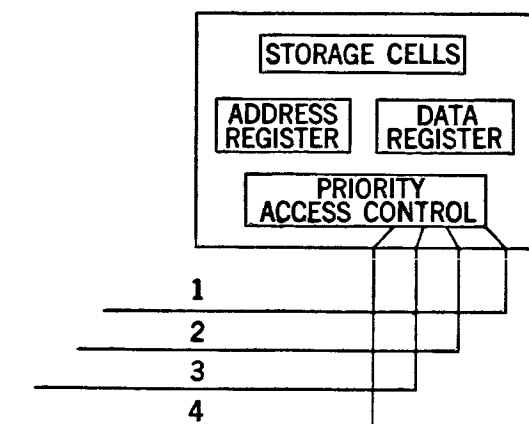 STORAGE CELLS
ADDRESS
REGISTER
DATA
REGISTER
PRIORITY
ACCESS CONTROL
1
2
3
4